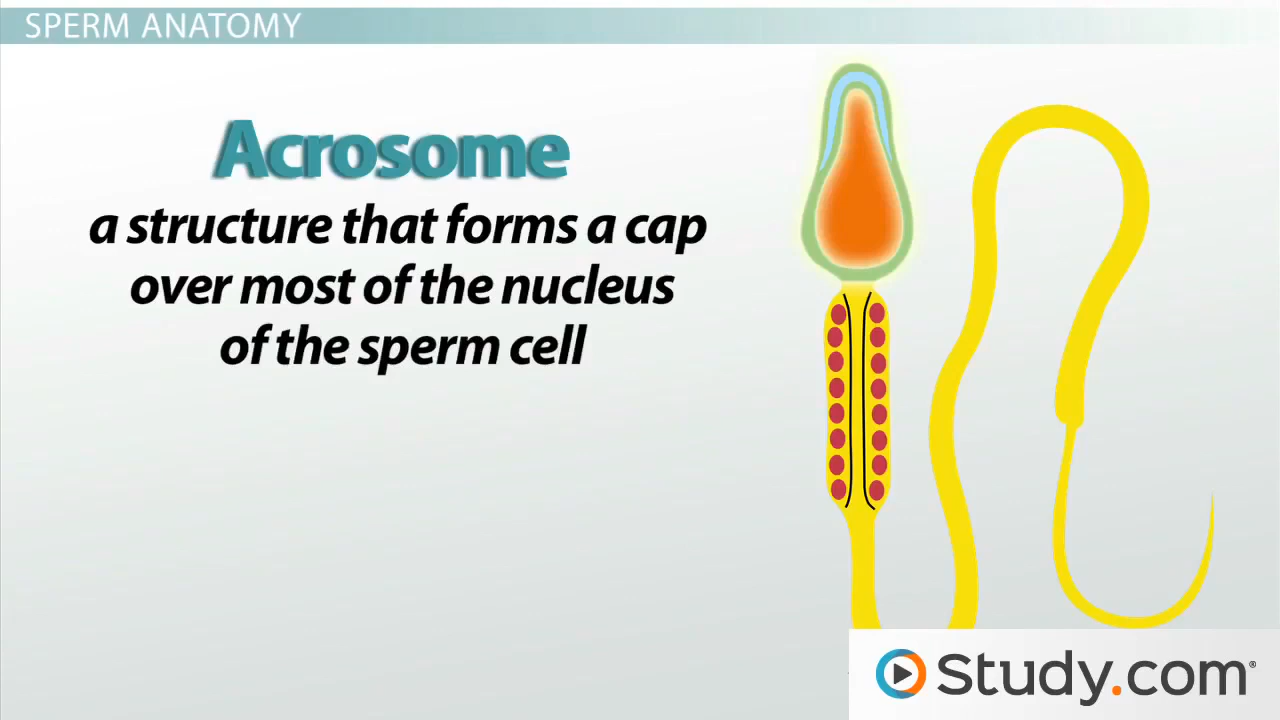 SPERM ANATOMY
Acrosome
a structure that forms a cap
over most of the nucleus
of the sperm cell
Study.com®